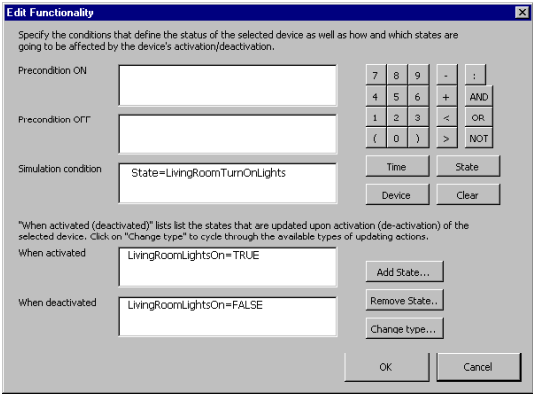 Edit Functionality
Specify the conditions that define the status of the selected device as well as how and which states are
going to be affected by the device's activation/deactivation.
Precondition ON
7 8 9 - :
4 5 6 + AND
Precondition OFF
1 2 3 < OR
( 0 ) > NOT
Simulation condition
State=LivingRoomTurnOnLights
Time State
Device Clear
"When activated (deactivated)" lists list the states that are updated upon activation (de-activation) of the
selected device. Click on "Change type" to cycle through the available types of updating actions.
When activated
LivingRoomLightsOn=TRUE
Add State...
When deactivated
LivingRoomLightsOn=FALSE
Remove State..
Change type...
OK Cancel